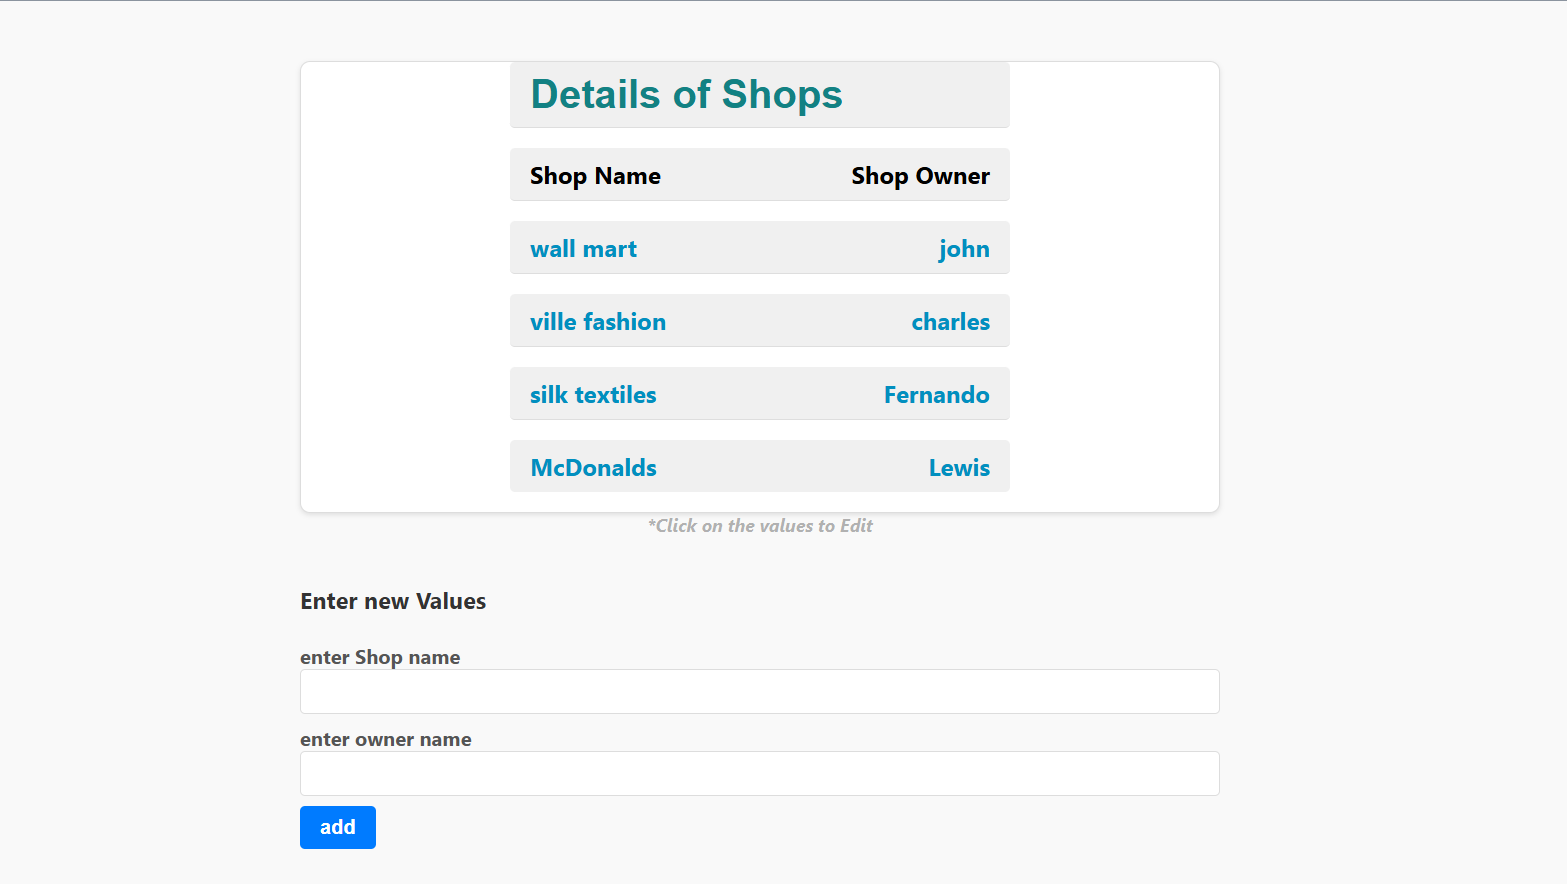 Details of Shops
Shop Name Shop Owner
wall mart john
ville fashion charles
silk textiles Fernando
McDonalds Lewis
*Click on the values to Edit
Enter new Values
enter Shop name
enter owner name
add